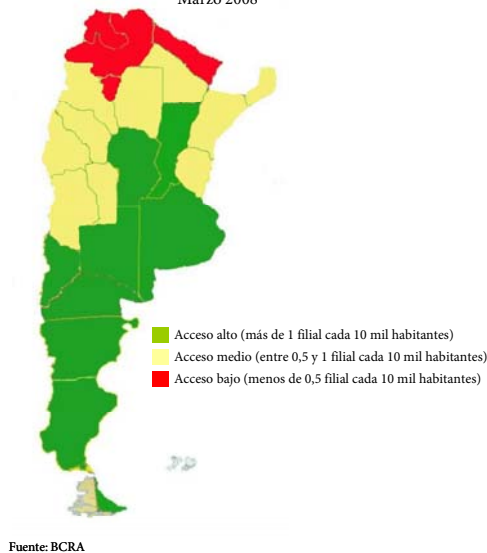 Marzo 2008
Acceso alto (más de 1 filial cada 10 mil habitantes)
Acceso medio (entre 0,5 y 1 filial cada 10 mil habitantes)
Acceso bajo (menos de 0,5 filial cada 10 mil habitantes)
Fuente: BCRA